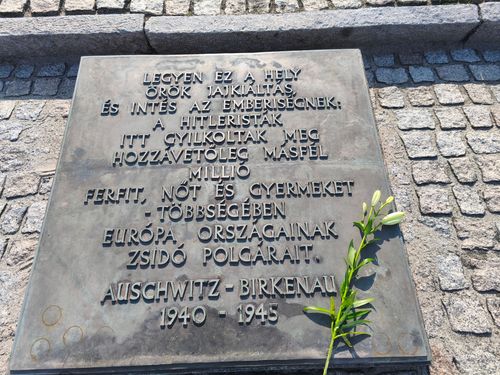 LEGYEN EZ A HELY
ÖRÖK JAJKIÁLTÁS,
ÉS INTÉS AZ EMBERISÉGNEK:
A HITLERISTÁK
ITT GYILKOLTAK MEG
HOZZÁVETŐLEG MÁSFÉL
MILLIÓ
FÉRFIT, NŐT ÉS GYERMEKET
- TÖBBSÉGÉBEN
EURÓPA ORSZÁGAINAK
ZSIDÓ POLGÁRAIT.
AUSCHWITZ - BIRKENAU
1940 - 1945